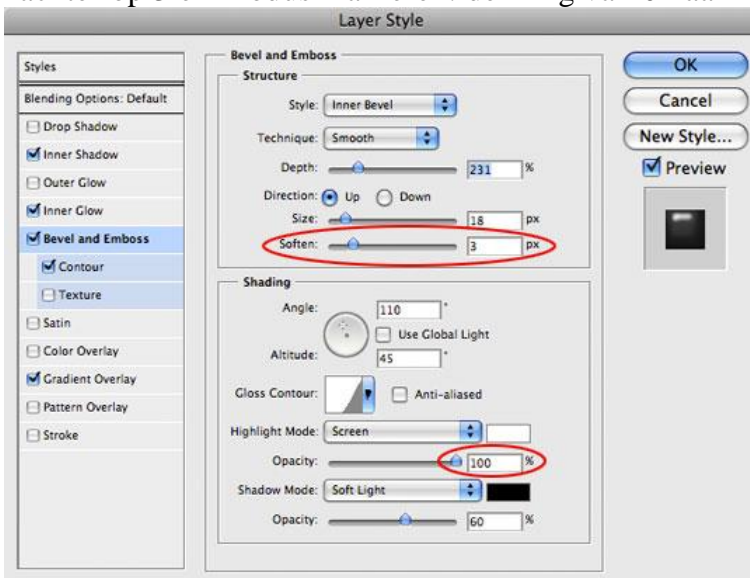 Layer Style
Styles
Blending Options: Default
Drop Shadow
Inner Shadow
Outer Glow
Inner Glow
Bevel and Emboss
Contour
Texture
Satin
Color Overlay
Gradient Overlay
Pattern Overlay
Stroke
Bevel and Emboss
Structure
Style: Inner Bevel
Technique: Smooth
Depth: 231 %
Direction: Up Down
Size: 18 px
Soften: 3 px
Shading
Angle: 110 °
Use Global Light
Altitude: 45 °
Gloss Contour: Anti-aliased
Highlight Mode: Screen
Opacity: 100 %
Shadow Mode: Soft Light
Opacity: 60 %
OK
Cancel
New Style...
Preview